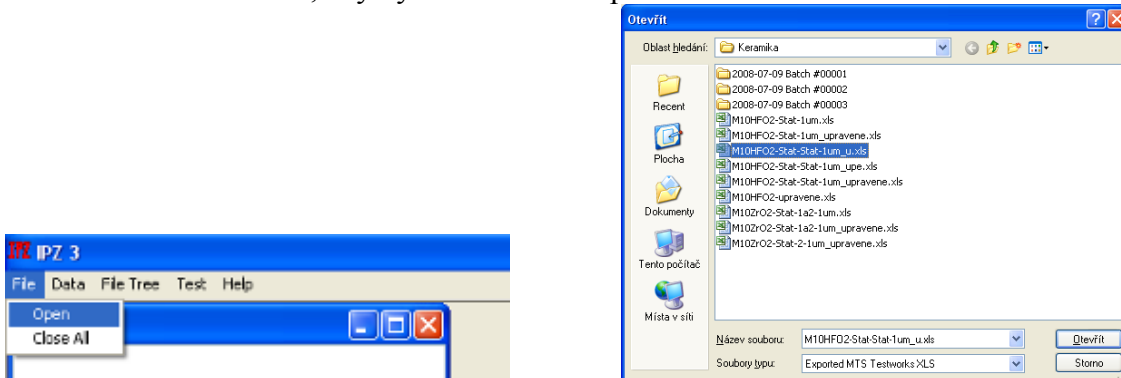 IPZ 3
File Data File Tree Test Help
Open
Close All
Otevřít
Oblast hledání: Keramika
Recent
Plocha
Dokumenty
Tento počítač
Místa v síti
2008-07-09 Batch #00001
2008-07-09 Batch #00002
2008-07-09 Batch #00003
M10HFO2-Stat-1um.xls
M10HFO2-Stat-1um_upravene.xls
M10HFO2-Stat-Stat-1um_u.xls
M10HFO2-Stat-Stat-1um_upe.xls
M10HFO2-Stat-Stat-1um_upravene.xls
M10HFO2-upravene.xls
M10ZrO2-Stat-1a2-1um.xls
M10ZrO2-Stat-1a2-1um_upravene.xls
M10ZrO2-Stat-2-1um_upravene.xls
Název souboru: M10HFO2-Stat-Stat-1um_u.xls Otevřít
Soubory typu: Exported MTS Testworks XLS Storno